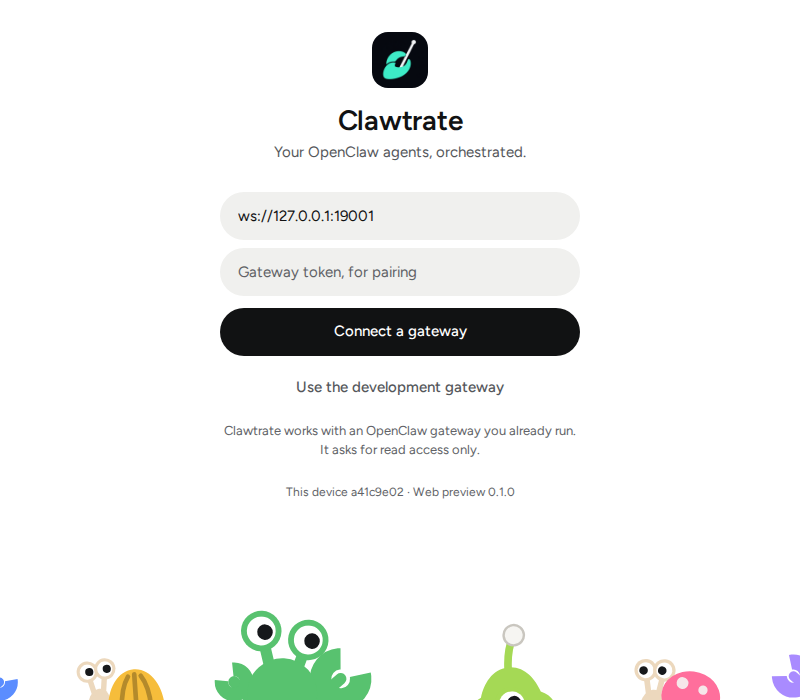 Clawtrate
Your OpenClaw agents, orchestrated.
ws://127.0.0.1:19001
Gateway token, for pairing
Connect a gateway
Use the development gateway
Clawtrate works with an OpenClaw gateway you already run.
It asks for read access only.
This device a41c9e02 · Web preview 0.1.0